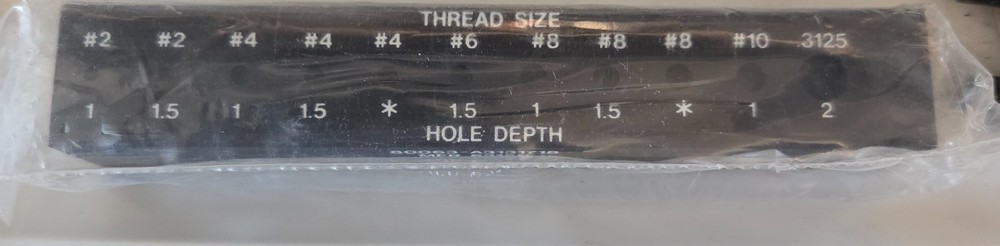 THREAD SIZE
#2 #2 #4 #4 #4 #6 #8 #8 #8 #10 .3125
1 1.5 1 1.5 * 1.5 1 1.5 * 1 2
HOLE DEPTH